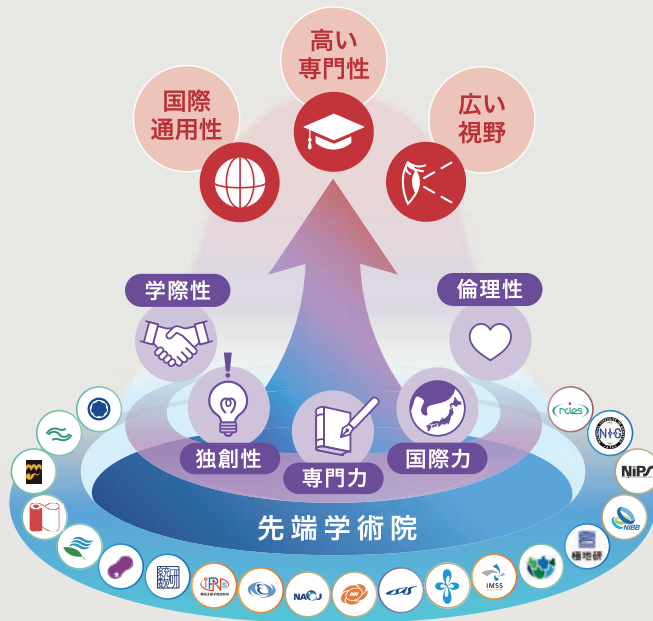 高い
専門性
国際
通用性
広い
視野
学際性
倫理性
独創性
専門力
国際力
先端学術院
rcies
NIG
NiPS
NIBB
極地研
IMSS
NAOJ